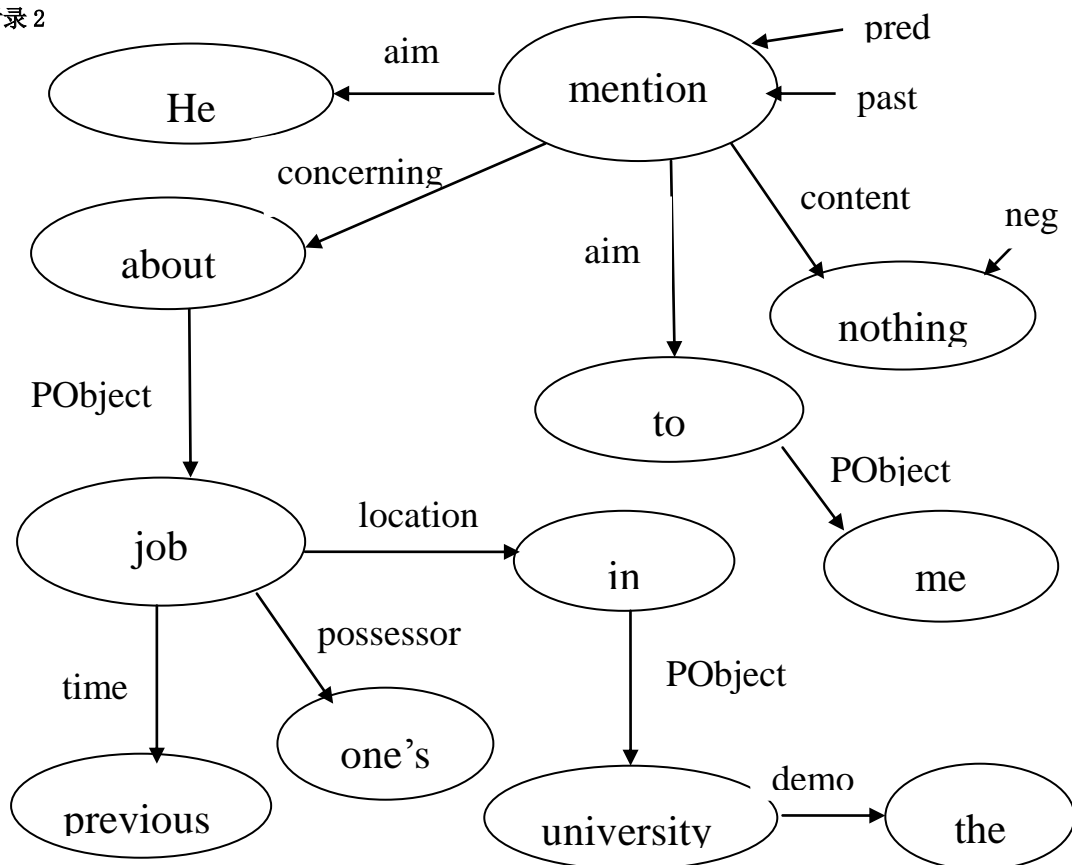 录 2
pred
aim
mention
He
past
concerning
content
neg
about
aim
nothing
PObject
to
PObject
location
job
in
me
possessor
PObject
time
one's
demo
previous
university
the